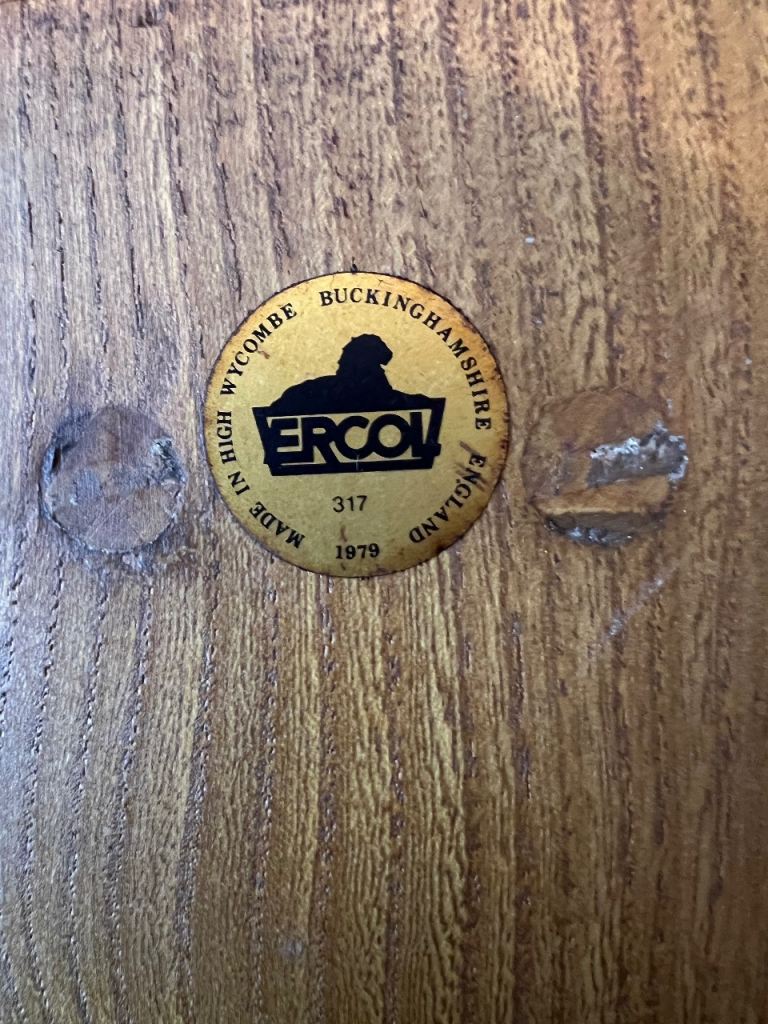 MADE IN HIGH WYCOMBE BUCKINGHAMSHIRE ENGLAND
ERCOL
317
1979